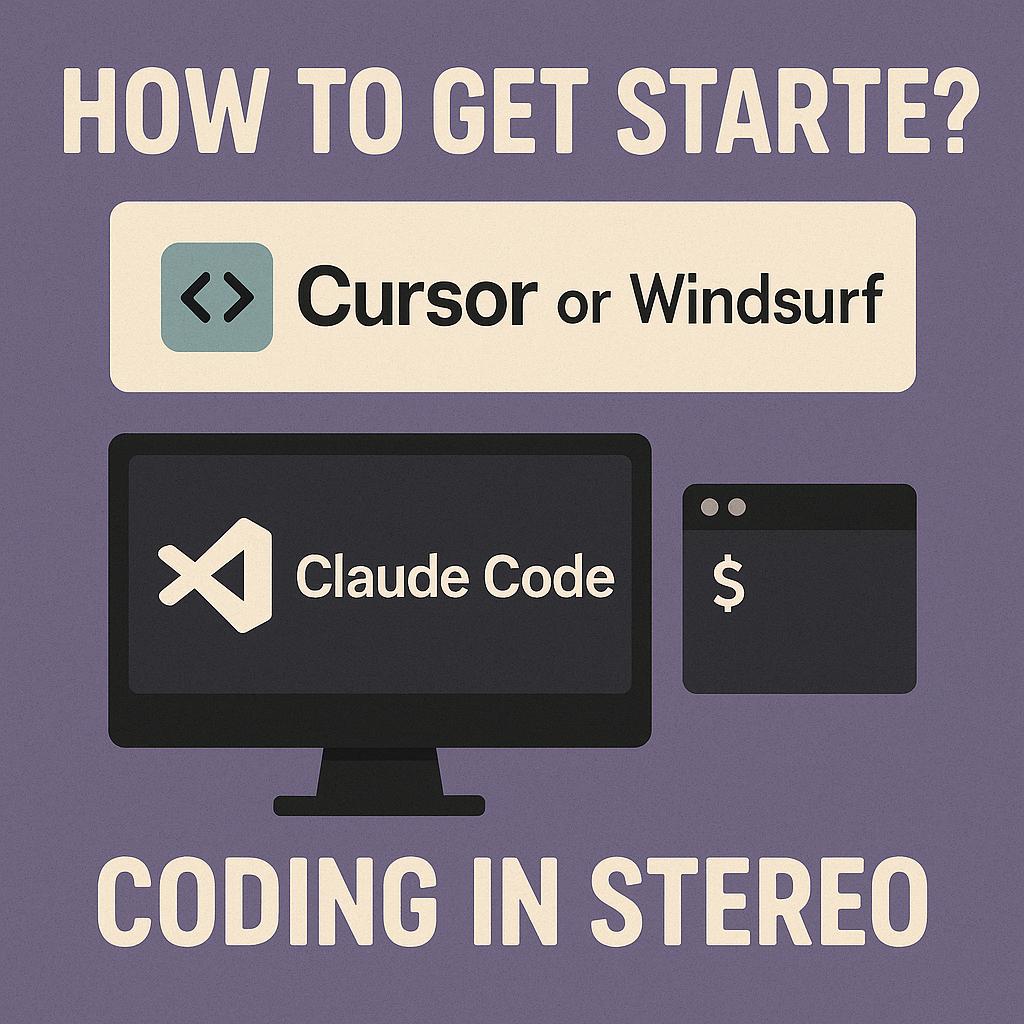 HOW TO GET STARTE?
<> Cursor or Windsurf
Claude Code
$
CODING IN STEREO